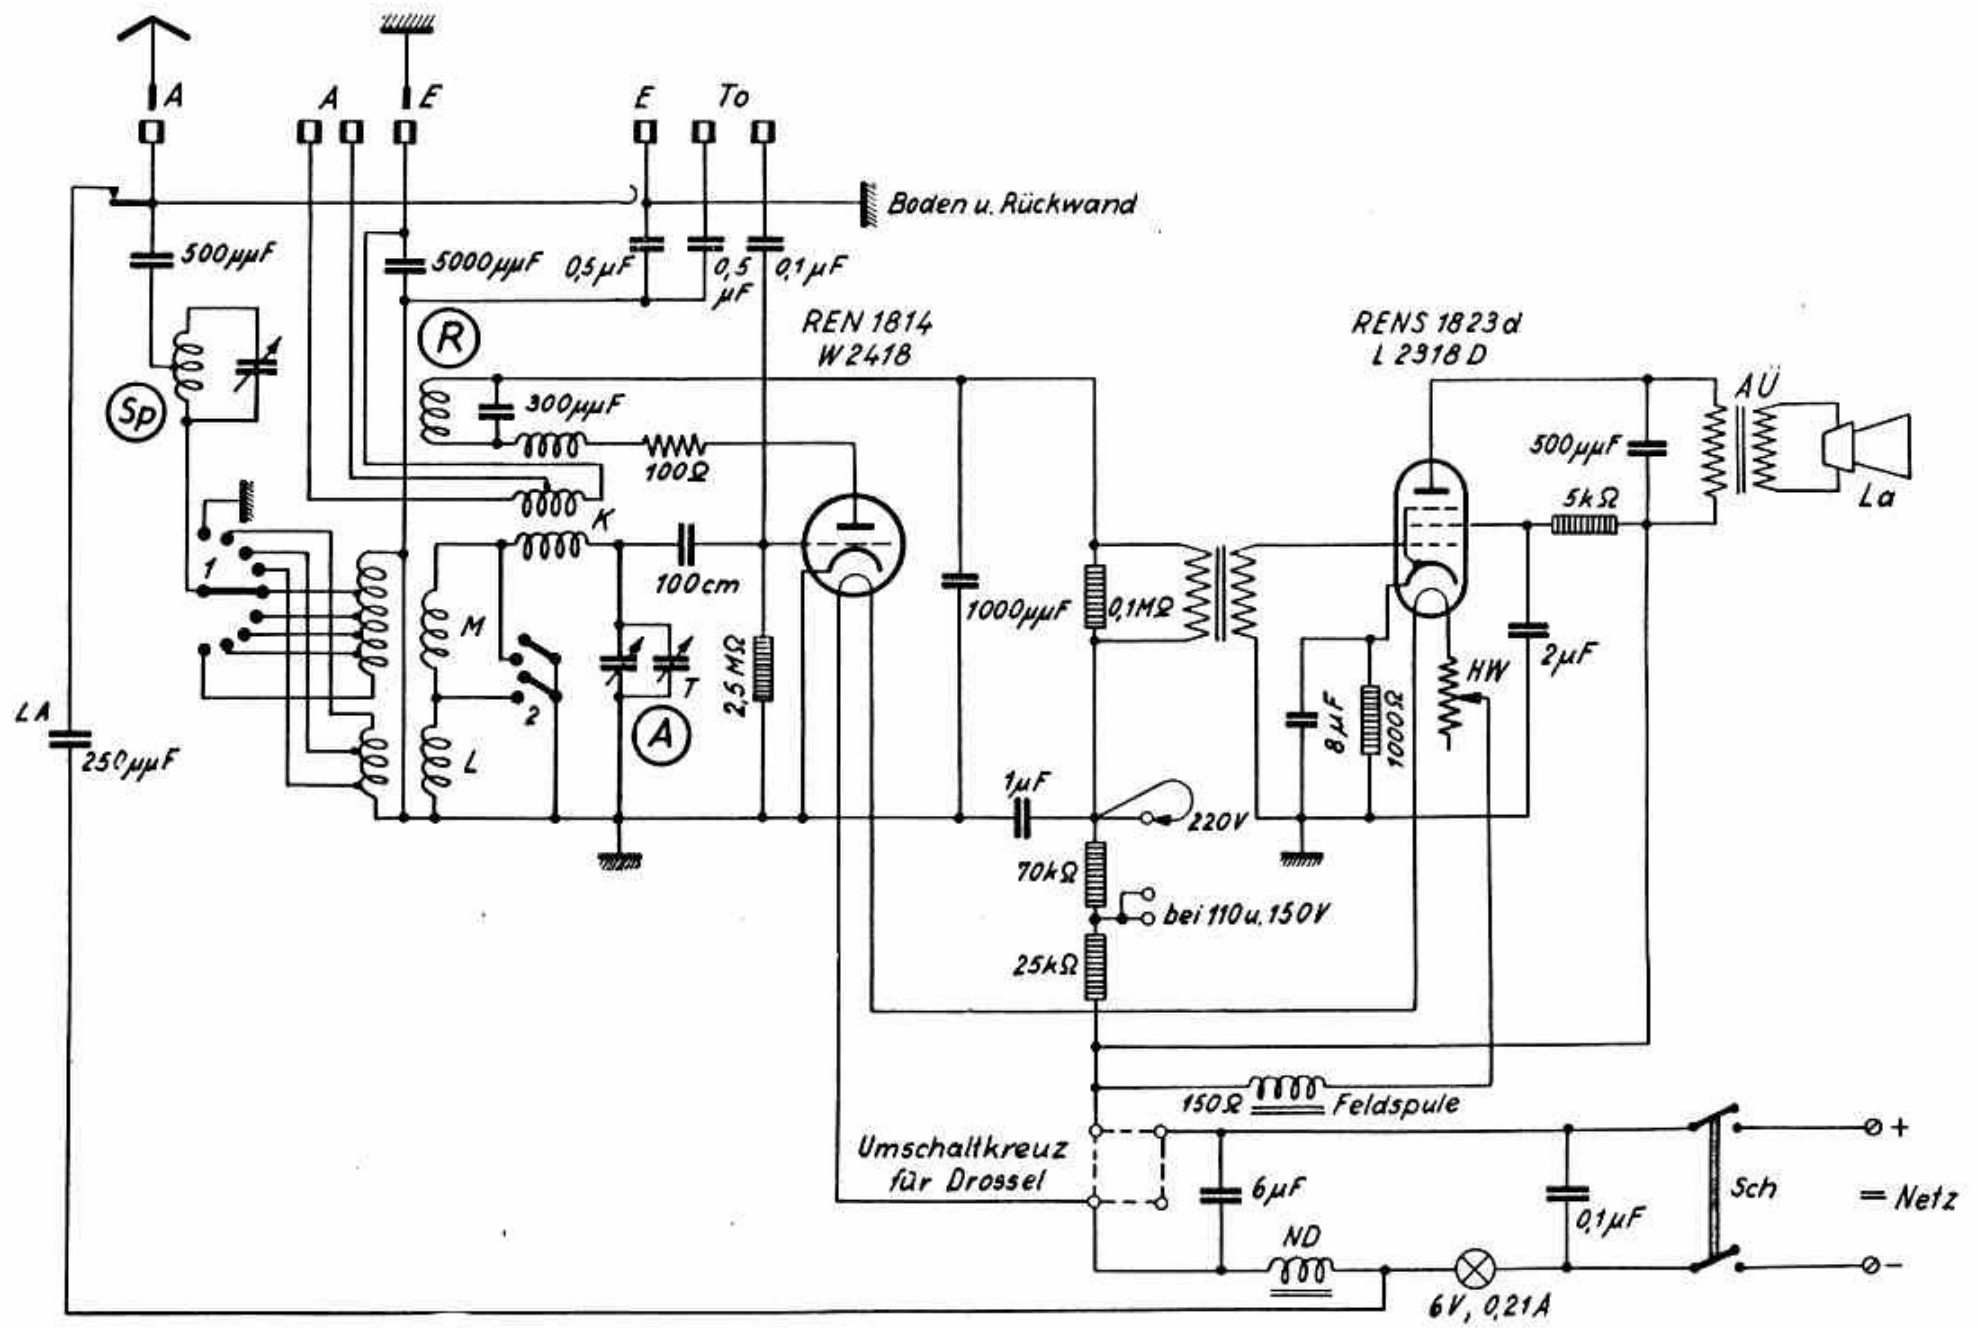 A
A
E
E
To
Boden u. Rückwand
500µµF
5000µµF
0,5µF
0,5
µF
0,1µF
R
REN 1814
W2418
RENS 1823d
L 2318 D
Sp
300µµF
AÜ
500µµF
100Ω
5kΩ
La
K
1
100cm
1000µµF
0,1MΩ
M
2,5MΩ
T
2µF
HW
2
A
8µF
1000Ω
LA
250µµF
L
1µF
220V
70kΩ
bei 110 u. 150V
25kΩ
150Ω
Feldspule
Umschaltkreuz
für Drossel
+
6µF
Sch
= Netz
0,1µF
ND
-
6V, 0,21A